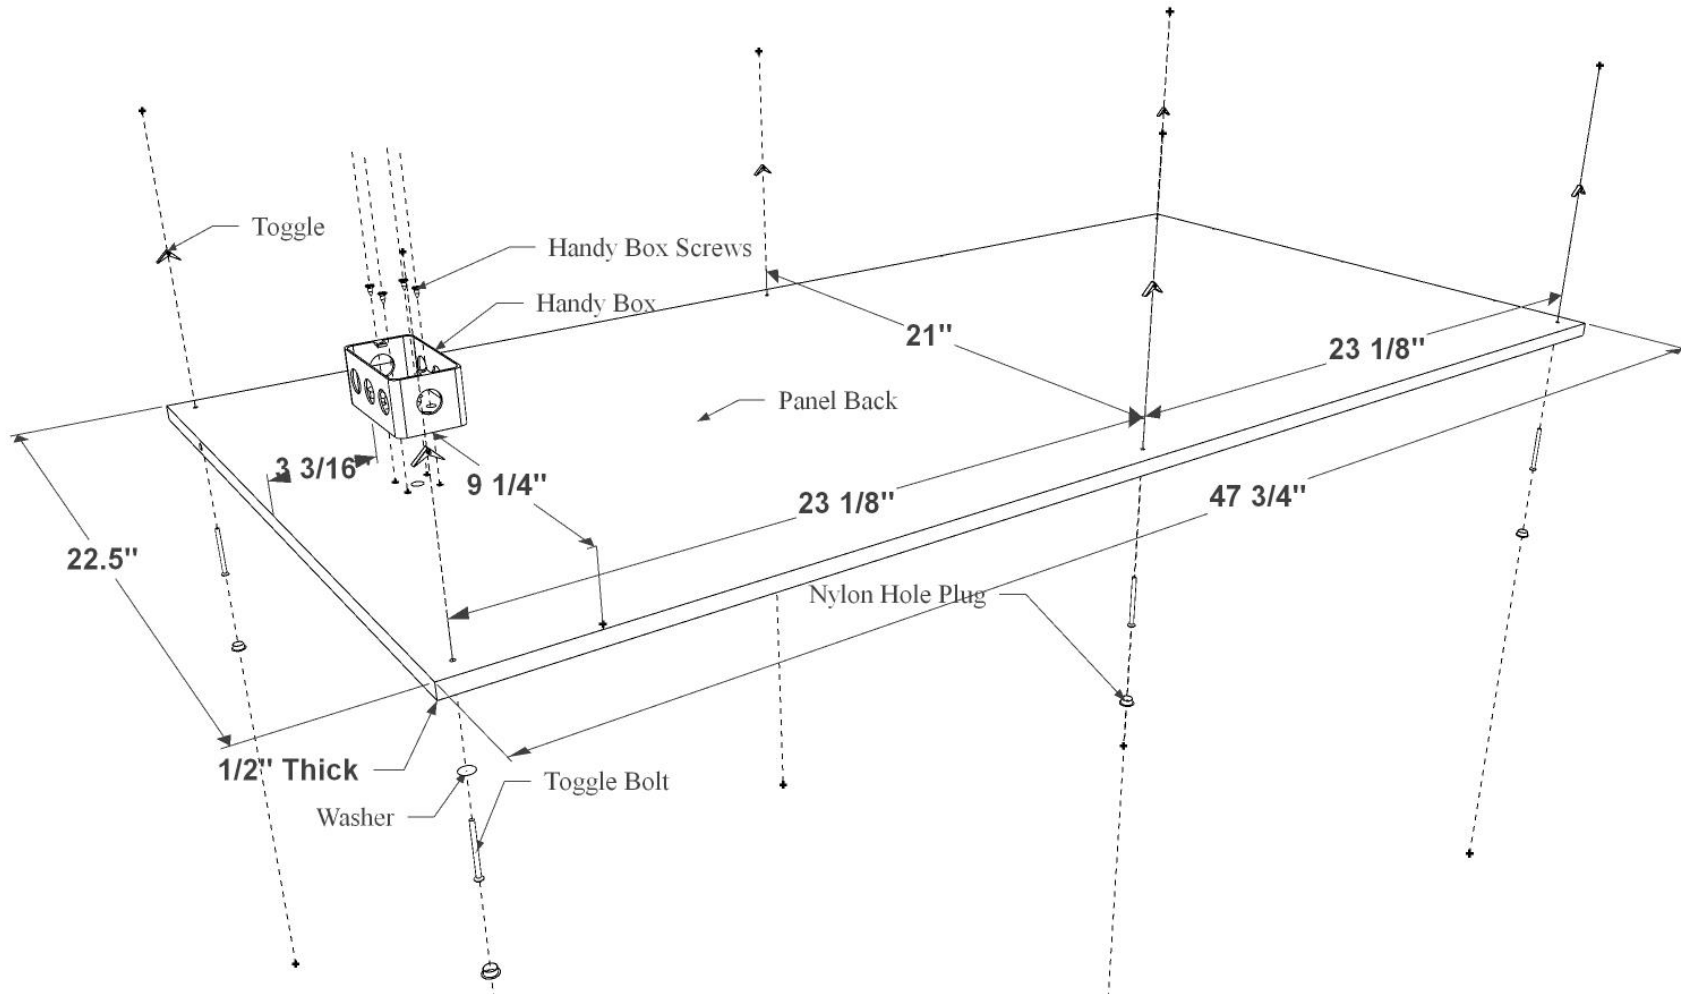 Toggle
Handy Box Screws
Handy Box
21"
23 1/8"
Panel Back
3 3/16
9 1/4"
23 1/8"
47 3/4"
22.5"
Nylon Hole Plug
1/2" Thick
Toggle Bolt
Washer